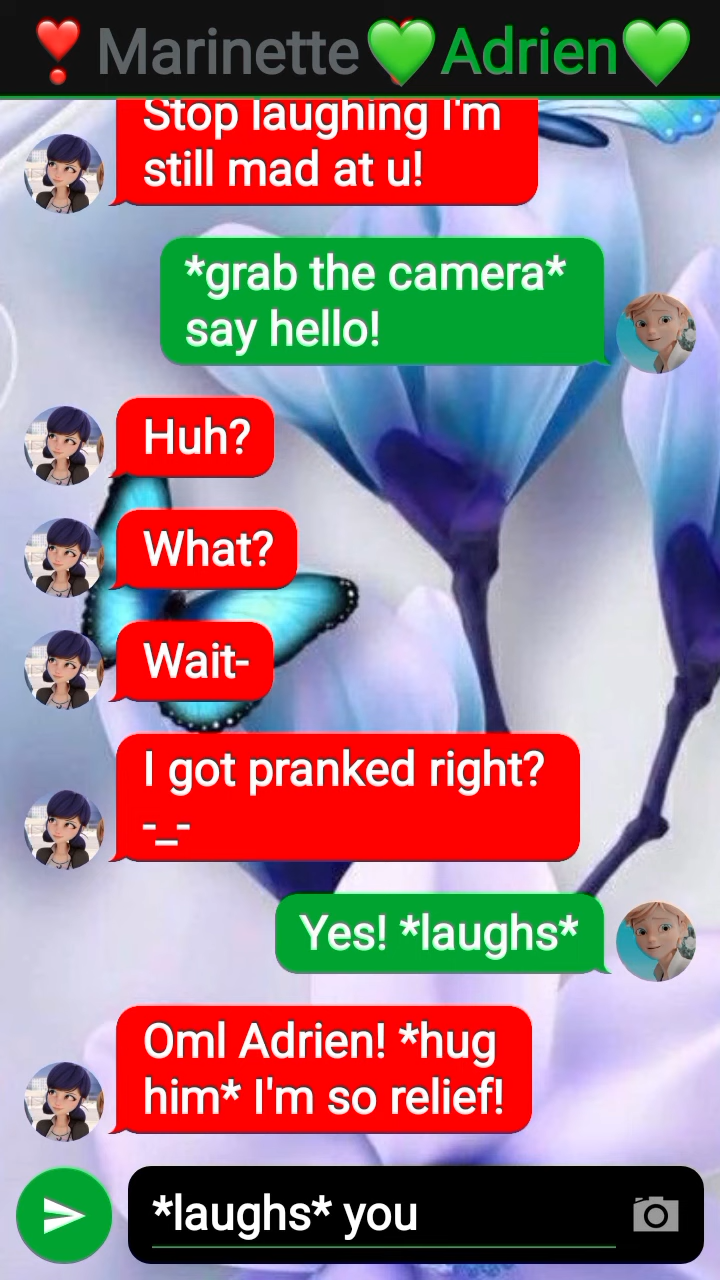 ❣️ Marinette 💚 Adrien 💚
Stop laughing I'm
still mad at u!
*grab the camera*
say hello!
Huh?
What?
Wait-
I got pranked right?
-_-
Yes! *laughs*
Oml Adrien! *hug
him* I'm so relief!
*laughs* you